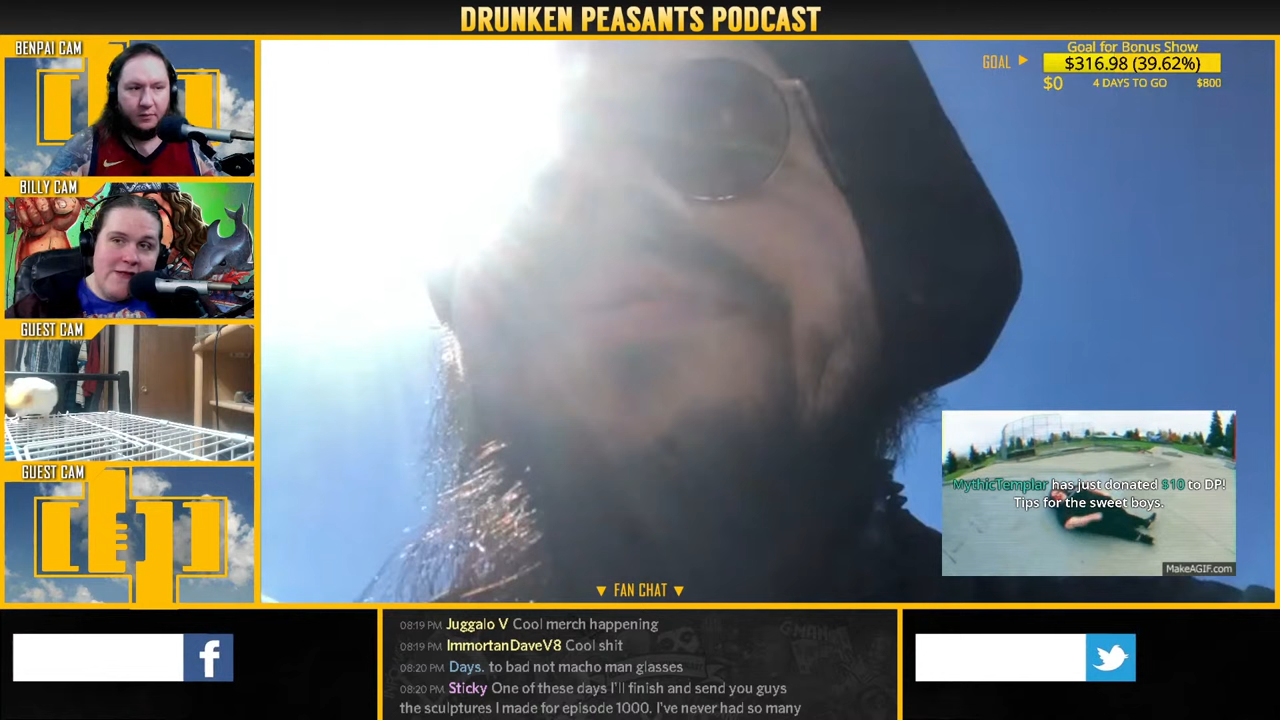 DRUNKEN PEASANTS PODCAST
BENPAI CAM
BILLY CAM
GUEST CAM
GUEST CAM
GOAL
Goal for Bonus Show
$316.98 (39.62%)
$0 4 DAYS TO GO $800
MythicTemplar has just donated $10 to DP!
Tips for the sweet boys.
MakeAGIF.com
▼ FAN CHAT ▼
08:19 PM Juggalo V Cool merch happening
08:19 PM ImmortanDaveV8 Cool shit
08:20 PM Days. to bad not macho man glasses
08:20 PM Sticky One of these days I'll finish and send you guys
the sculptures I made for episode 1000. I've never had so many